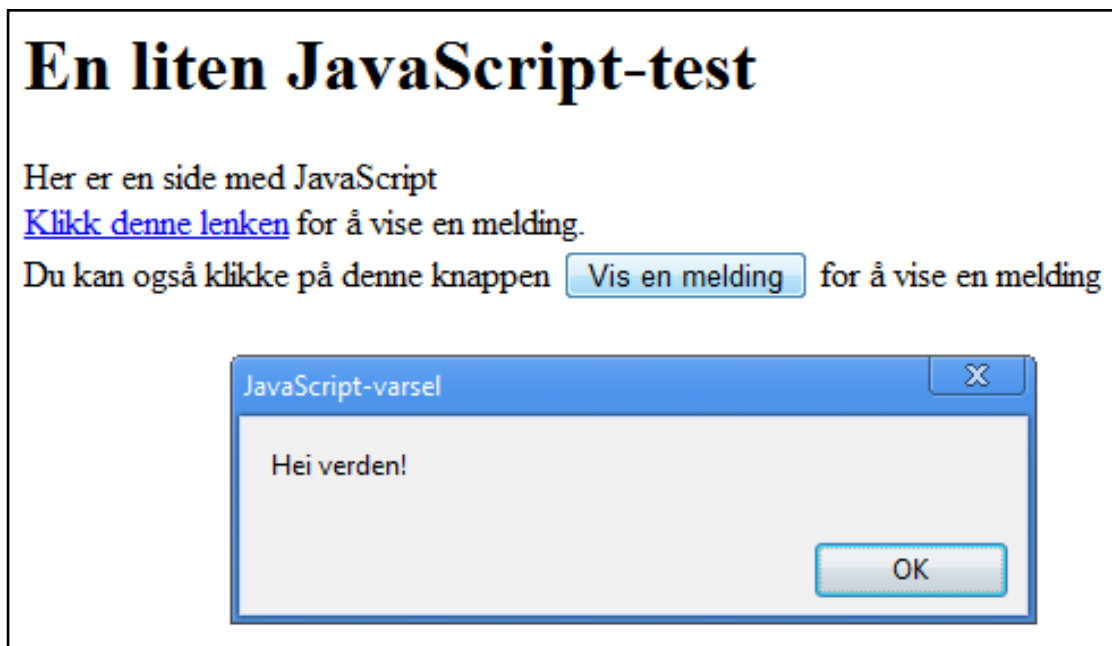 En liten JavaScript-test
Her er en side med JavaScript
Klikk denne lenken for å vise en melding.
Du kan også klikke på denne knappen Vis en melding for å vise en melding
JavaScript-varsel
Hei verden!
OK